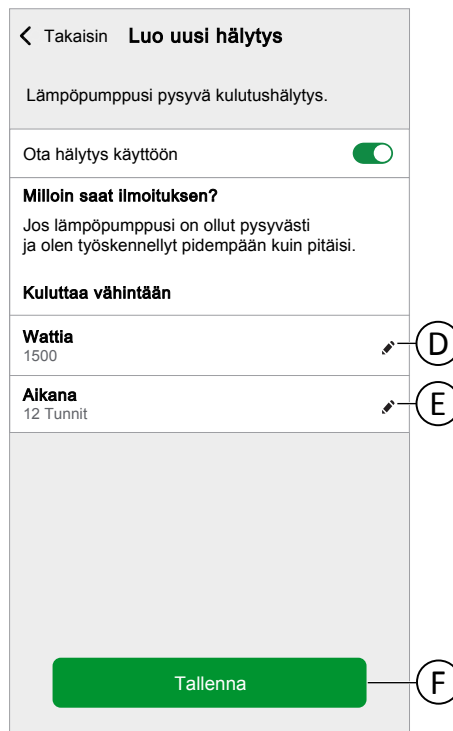 Takaisin Luo uusi hälytys
Lämpöpumppusi pysyvä kulutushälytys.
Ota hälytys käyttöön
Milloin saat ilmoituksen?
Jos lämpöpumppusi on ollut pysyvästi
ja olen työskennellyt pidempään kuin pitäisi.
Kuluttaa vähintään
Wattia
1500
D
Aikana
12 Tunnit
E
Tallenna
F